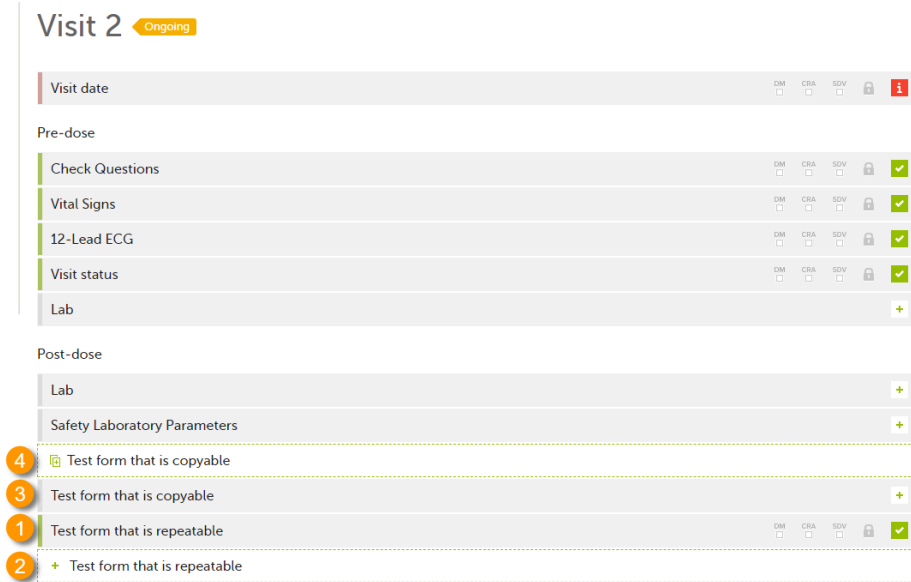 Visit 2 Ongoing
Visit date DM CRA SDV i
Pre-dose
Check Questions DM CRA SDV
Vital Signs DM CRA SDV
12-Lead ECG DM CRA SDV
Visit status DM CRA SDV
Lab +
Post-dose
Lab +
Safety Laboratory Parameters +
4 Test form that is copyable
3 Test form that is copyable +
1 Test form that is repeatable DM CRA SDV
2 + Test form that is repeatable